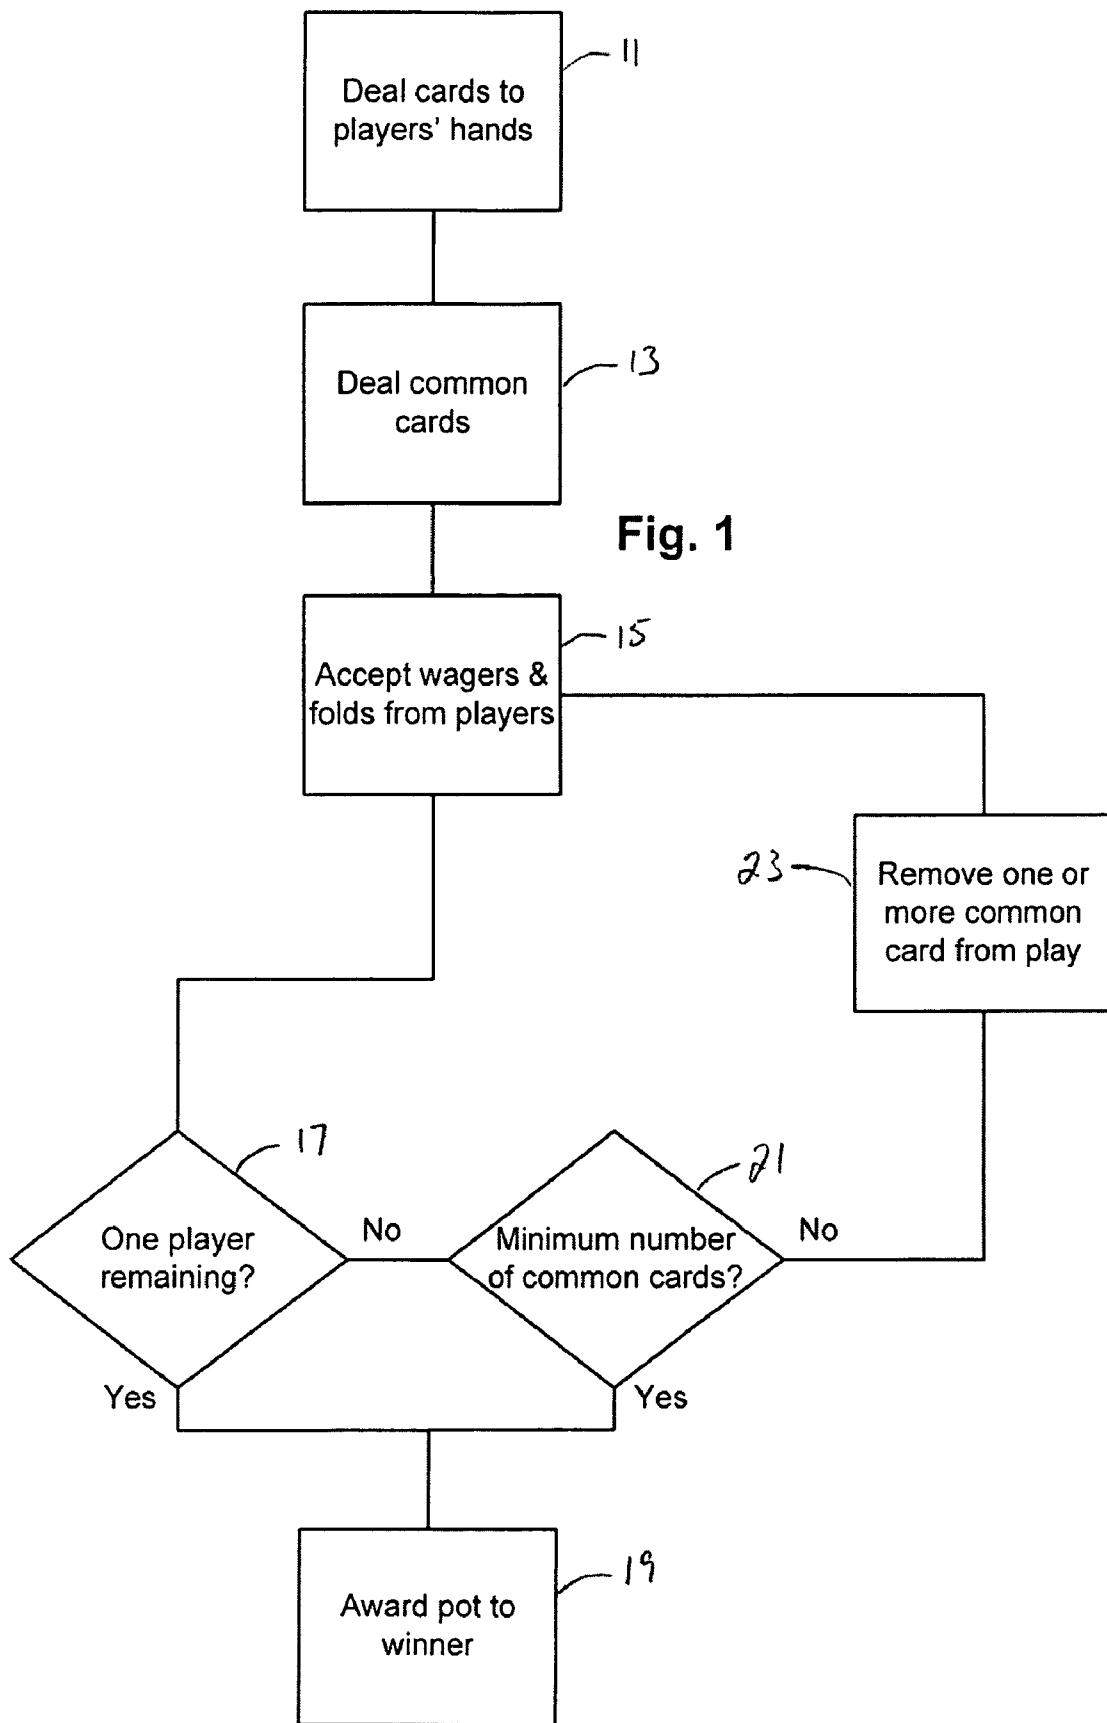 Deal cards to
players' hands
11
Deal common
cards
13
Fig. 1
Accept wagers &
folds from players
15
23
Remove one or
more common
card from play
17
One player
remaining?
No
21
Minimum number
of common cards?
No
Yes
Yes
Award pot to
winner
19